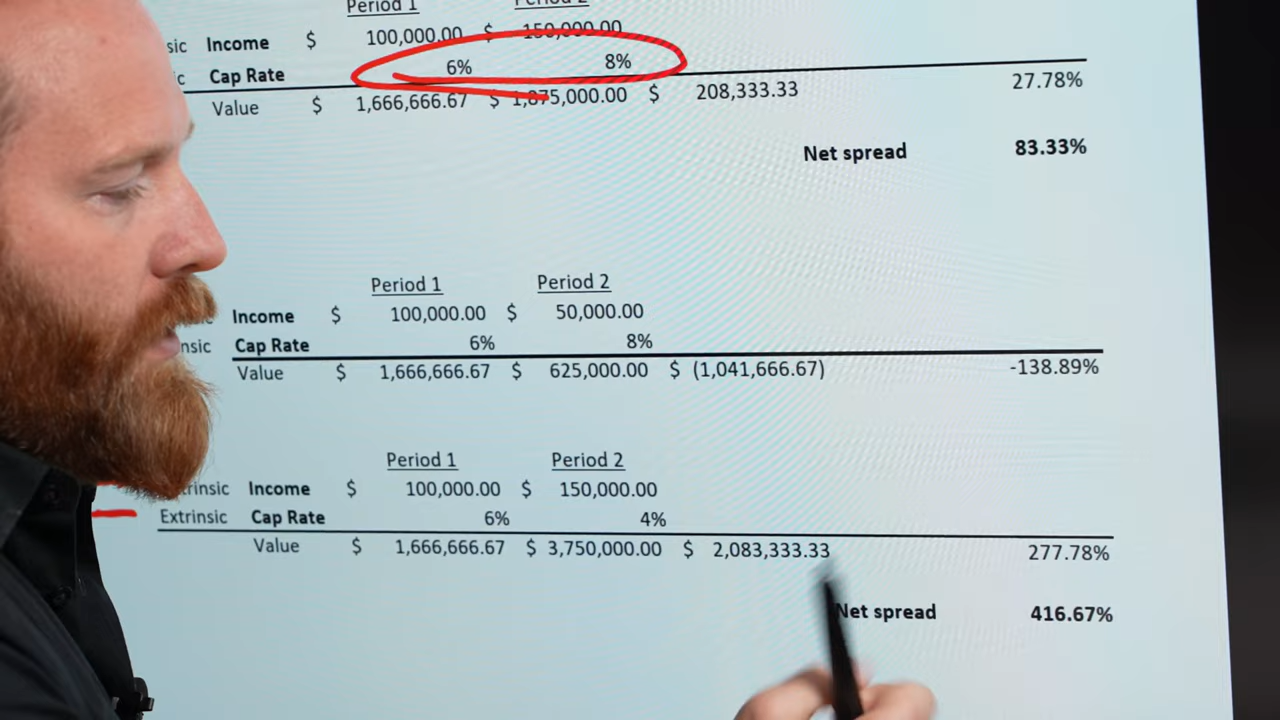 Period 1
sic Income $ 100,000.00 $ 150,000.00
c Cap Rate 6% 8%
Value $ 1,666,666.67 $ 1,875,000.00 $ 208,333.33 27.78%
Net spread 83.33%
Period 1 Period 2
Income $ 100,000.00 $ 50,000.00
nsic Cap Rate 6% 8%
Value $ 1,666,666.67 $ 625,000.00 $ (1,041,666.67) -138.89%
Period 1 Period 2
trinsic Income $ 100,000.00 $ 150,000.00
Extrinsic Cap Rate 6% 4%
Value $ 1,666,666.67 $ 3,750,000.00 $ 2,083,333.33 277.78%
Net spread 416.67%